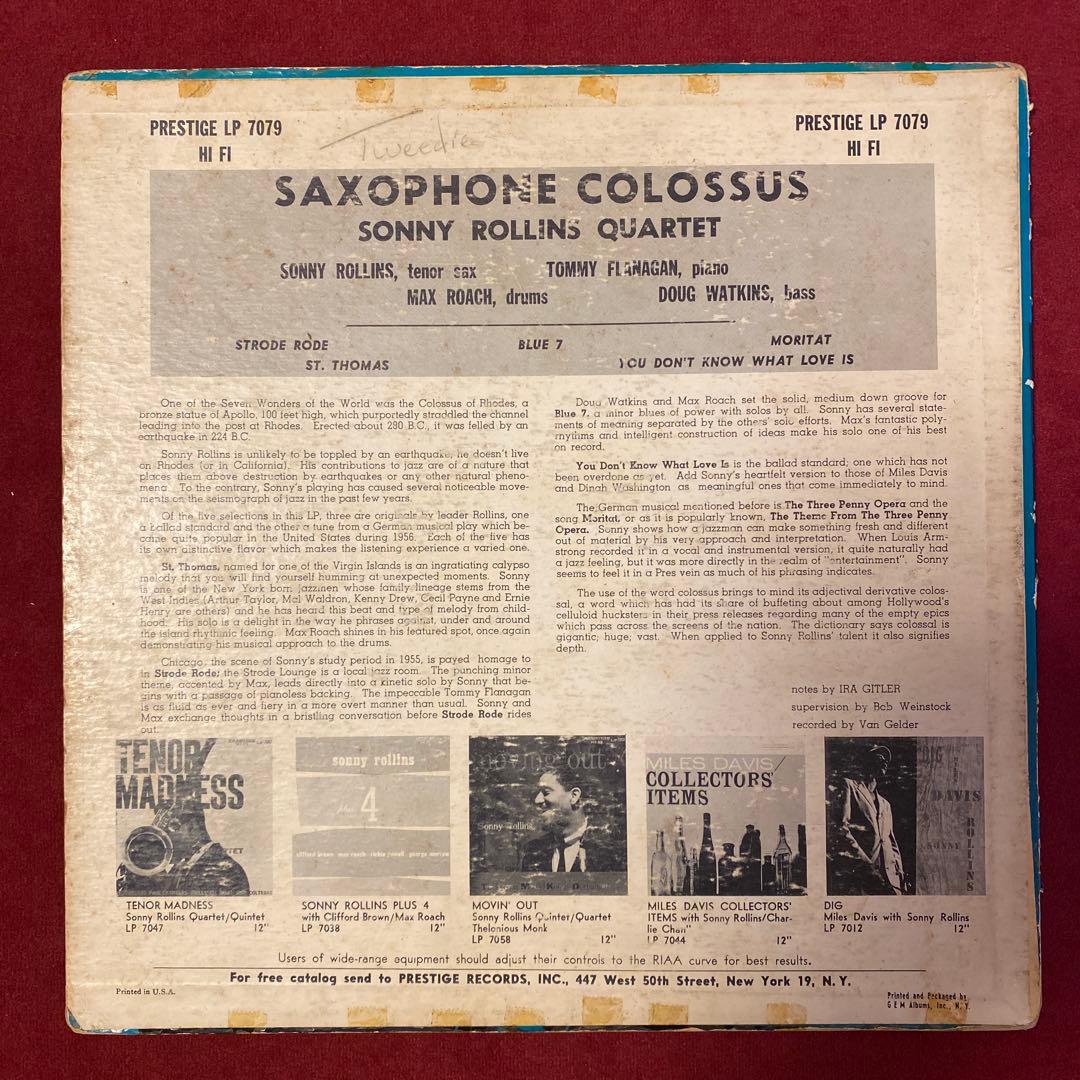 PRESTIGE LP 7079
HI FI
Tweedie
PRESTIGE LP 7079
HI FI
SAXOPHONE COLOSSUS
SONNY ROLLINS QUARTET
SONNY ROLLINS, tenor sax TOMMY FLANAGAN, piano
MAX ROACH, drums DOUG WATKINS, bass
STRODE RODE BLUE 7 MORITAT
ST. THOMAS YOU DON'T KNOW WHAT LOVE IS
One of the Seven Wonders of the World was the Colossus of Rhodes, a
bronze statue of Apollo, 100 feet high, which purportedly straddled the channel
leading into the post at Rhodes. Erected about 280 B.C., it was felled by an
earthquake in 224 B.C.
Sonny Rollins is unlikely to be toppled by an earthquake, he doesn't live
on Rhodes (or in California). His contributions to jazz are of a nature that
places them above destruction by earthquakes or any other natural pheno-
mena. To the contrary, Sonny's playing has caused several noticeable move-
ments on the seismograph of jazz in the past few years.
Of the five selections in this LP, three are originals by leader Rollins, one
a ballad standard and the other a tune from a German musical play which be-
came quite popular in the United States during 1956. Each of the five has
its own distinctive flavor which makes the listening experience a varied one.
St. Thomas, named for one of the Virgin Islands is an ingratiating calypso
melody that you will find yourself humming at unexpected moments. Sonny
is one of the New York born jazzmen whose family lineage stems from the
West Indies (Arthur Taylor, Mal Waldron, Kenny Drew, Cecil Payne and Ernie
Henry are others) and he has heard this beat and type of melody from child-
hood. His solo is a delight in the way he phrases against, under and around
the island rhythmic feeling. Max Roach shines in his featured spot, once again
demonstrating his musical approach to the drums.
Chicago, the scene of Sonny's study period in 1955, is payed homage to
in Strode Rode; the Strode Lounge is a local jazz room. The punching minor
theme, accented by Max, leads directly into a kinetic solo by Sonny that be-
gins with a passage of pianoless backing. The impeccable Tommy Flanagan
is as fluid as ever and fiery in a more overt manner than usual. Sonny and
Max exchange thoughts in a bristling conversation before Strode Rode rides
out.
Doug Watkins and Max Roach set the solid, medium down groove for
Blue 7, a minor blues of power with solos by all. Sonny has several state-
ments of meaning separated by the others' solo efforts. Max's fantastic poly-
rhythms and intelligent construction of ideas make his solo one of his best
on record.
You Don't Know What Love Is is the ballad standard; one which has not
been overdone as yet. Add Sonny's heartfelt version to those of Miles Davis
and Dinah Washington as meaningful ones that come immediately to mind.
The German musical mentioned before is The Three Penny Opera and the
song Moritat, or as it is popularly known, The Theme From The Three Penny
Opera. Sonny shows how a jazzman can make something fresh and different
out of material by his very approach and interpretation. When Louis Arm-
strong recorded it in a vocal and instrumental version, it quite naturally had
a jazz feeling, but it was more directly in the realm of "entertainment". Sonny
seems to feel it in a Pres vein as much of his phrasing indicates.
The use of the word colossus brings to mind its adjectival derivative colos-
sal, a word which has had its share of buffeting about among Hollywood's
celluloid hucksters in their press releases regarding many of the empty epics
which pass across the screens of the nation. The dictionary says colossal is
gigantic; huge; vast. When applied to Sonny Rollins' talent it also signifies
depth.
notes by IRA GITLER
supervision by Bob Weinstock
recorded by Van Gelder
TENOR
MADNESS
sonny rollins
plus 4
clifford brown max roach richie powell george morrow
moving out
Sonny Rollins
MILES DAVIS/
COLLECTORS'
ITEMS
DIG
DAVIS
SONNY
ROLLINS
TENOR MADNESS
Sonny Rollins Quartet/Quintet
LP 7047 12"
SONNY ROLLINS PLUS 4
with Clifford Brown/Max Roach
LP 7038 12"
MOVIN' OUT
Sonny Rollins Quintet/Quartet
Thelonious Monk
LP 7058 12"
MILES DAVIS COLLECTORS'
ITEMS with Sonny Rollins/Char-
lie Chan"
LP 7044 12"
DIG
Miles Davis with Sonny Rollins
LP 7012 12"
Users of wide-range equipment should adjust their controls to the RIAA curve for best results.
For free catalog send to PRESTIGE RECORDS, INC., 447 West 50th Street, New York 19, N. Y.
Printed in U.S.A.
Printed and Packaged by
G E M Albums, Inc., N. Y.